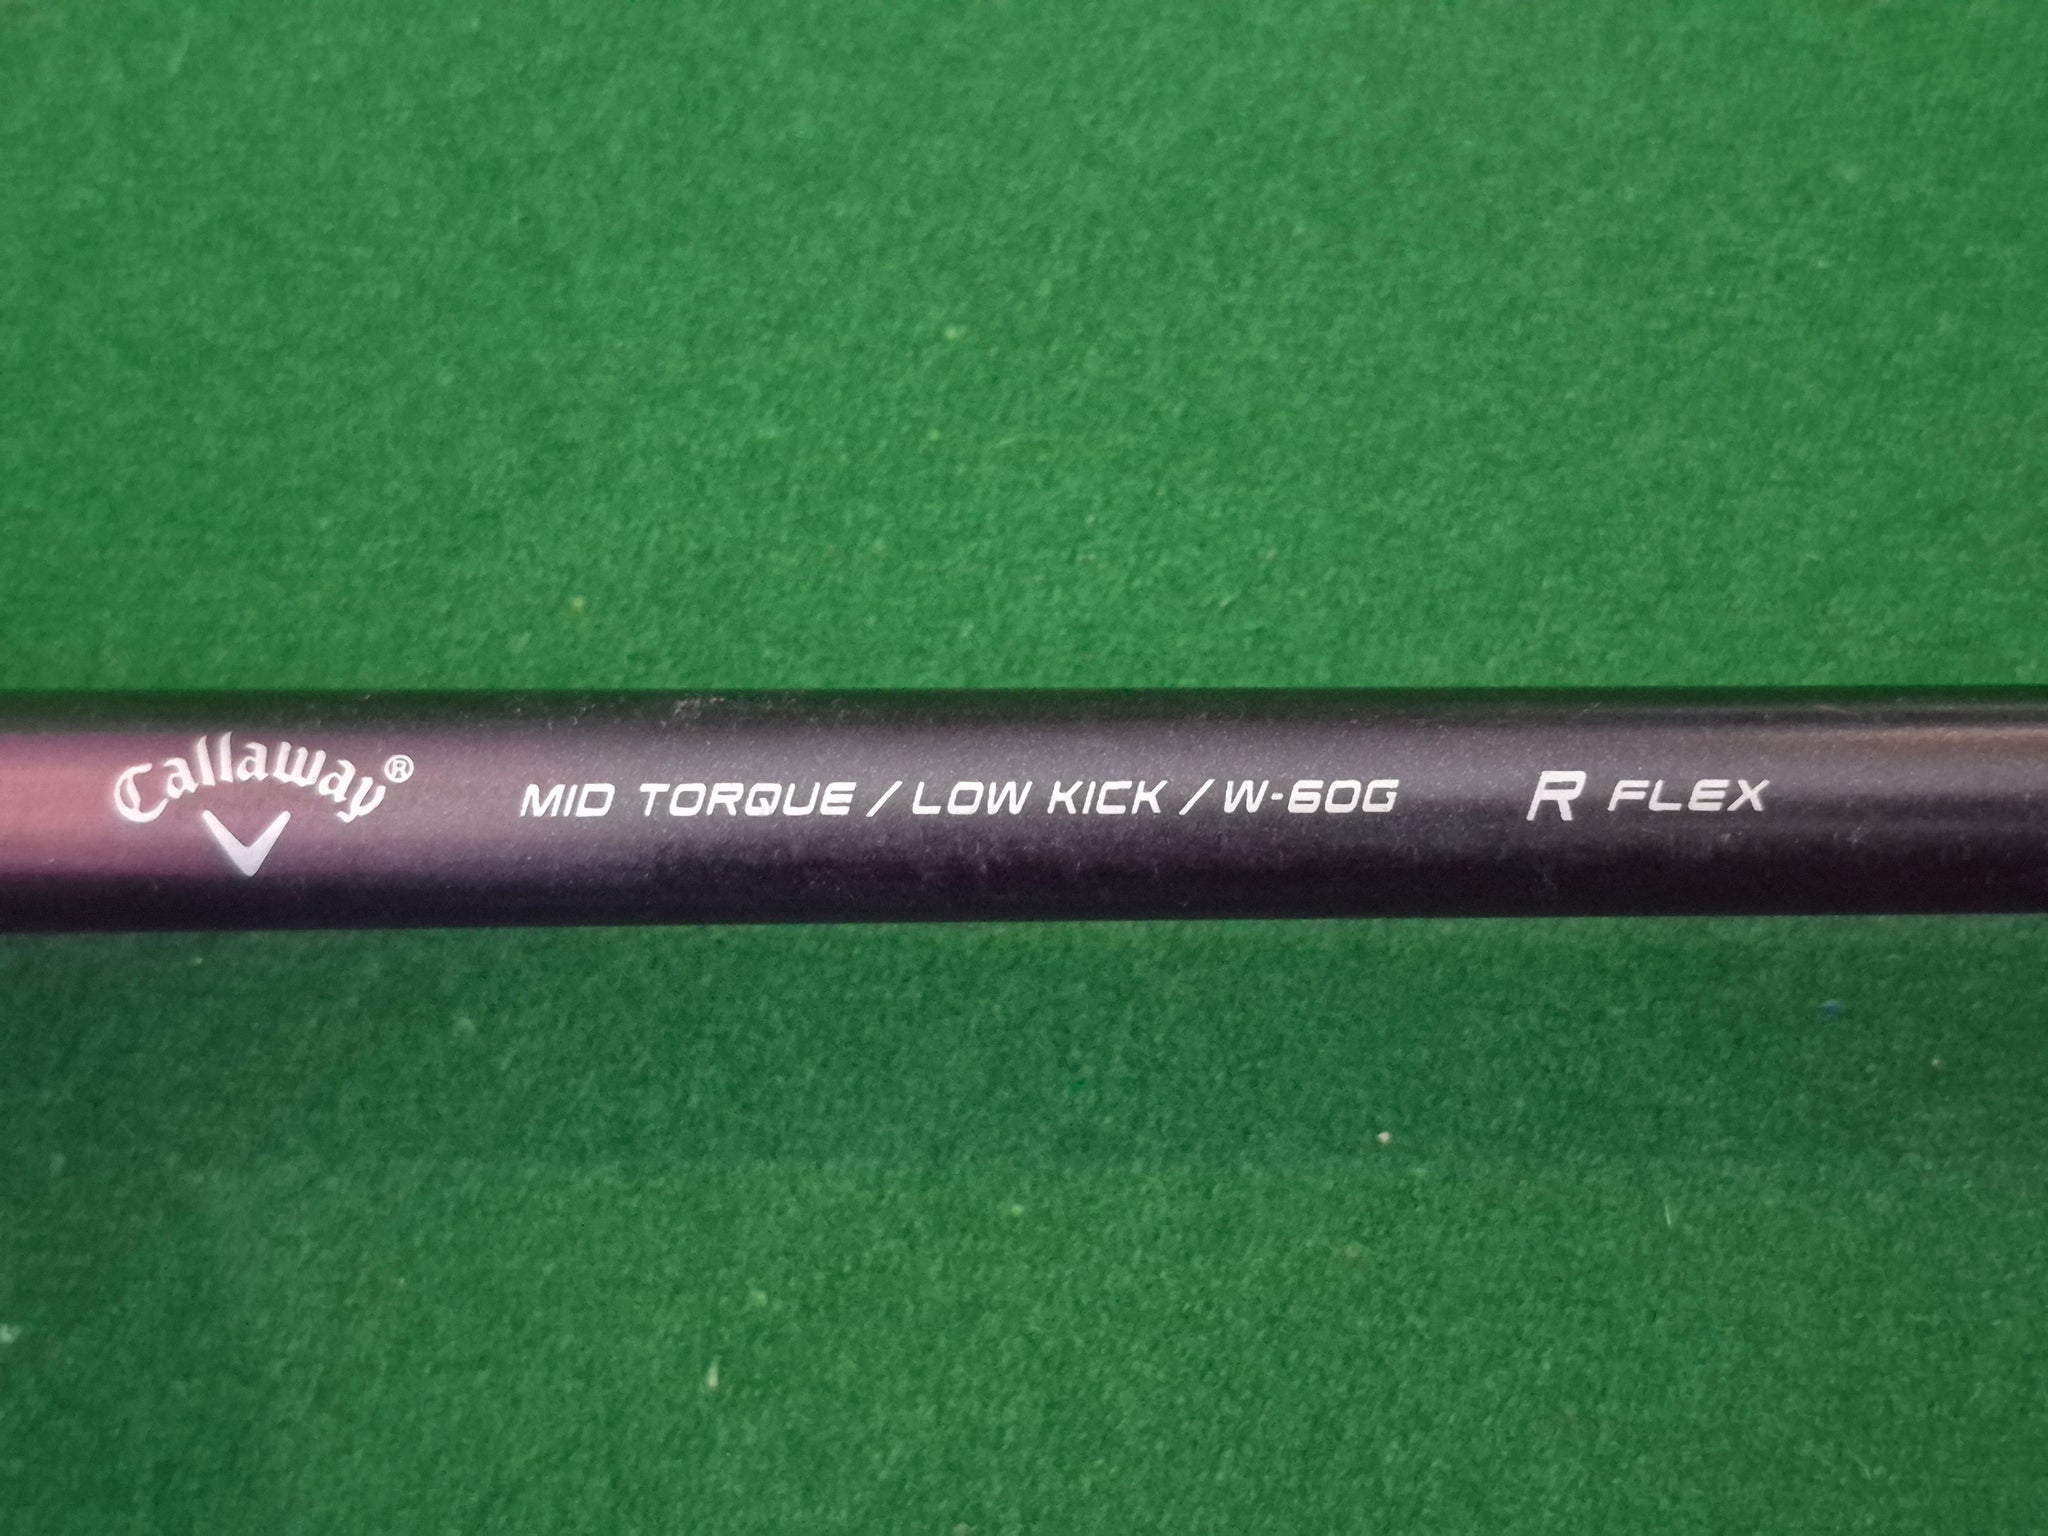 Callaway®
MID TORQUE / LOW KICK / W-60G R FLEX